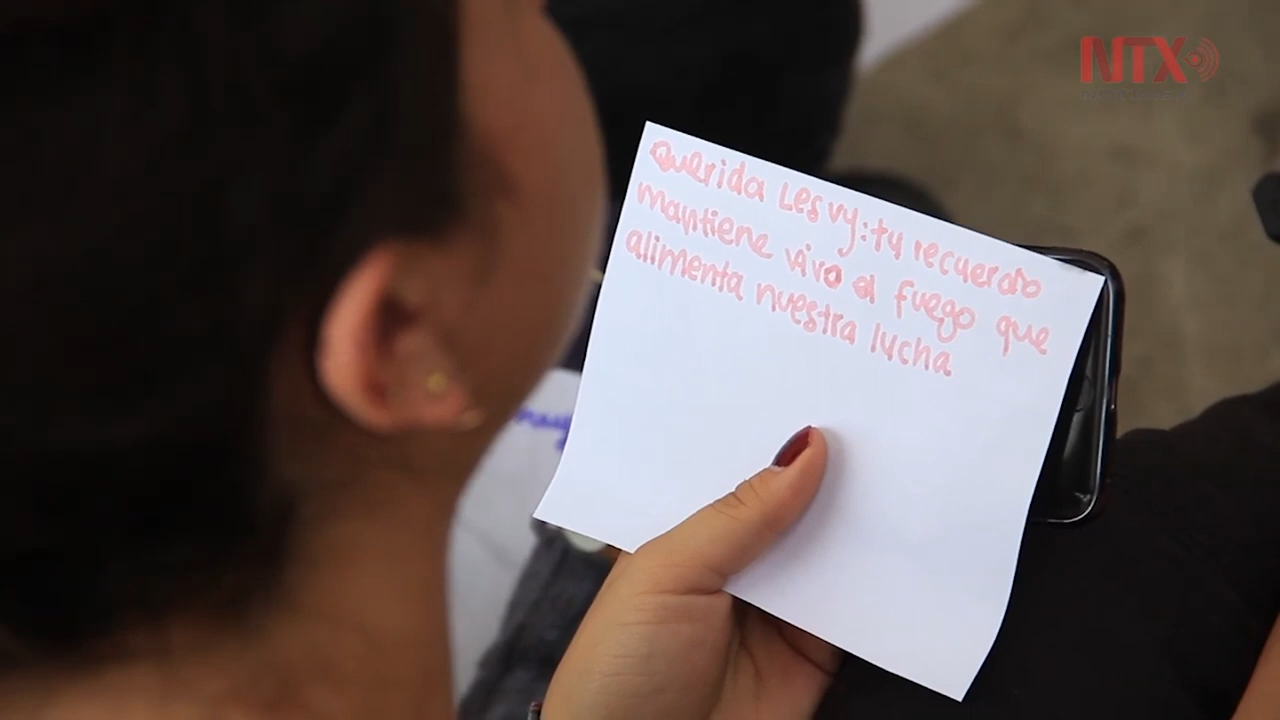 NTX
Querida Lesvy: tu recuerdo
mantiene vivo el fuego que
alimenta nuestra lucha